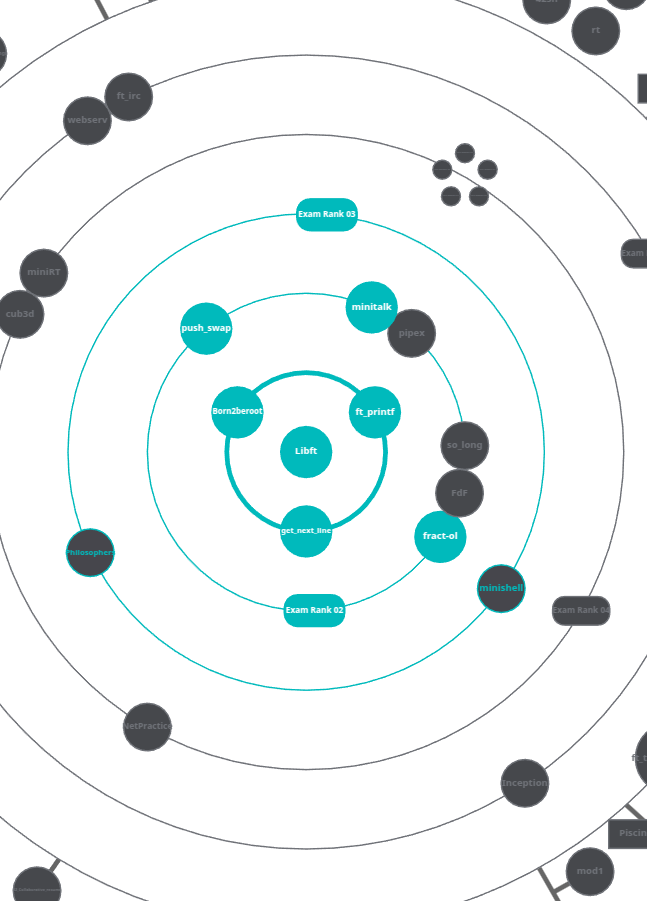 rt
ft_irc
webserv
Exam Rank 03
Exam
miniRT
minitalk
cub3d
push_swap
pipex
Born2beroot
ft_printf
so_long
Libft
FdF
get_next_line
fract-ol
Philosophers
minishell
Exam Rank 02
Exam Rank 04
NetPractice
Inception
Piscin
mod1